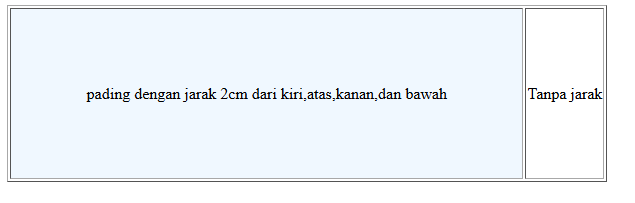 pading dengan jarak 2cm dari kiri,atas,kanan,dan bawah
Tanpa jarak